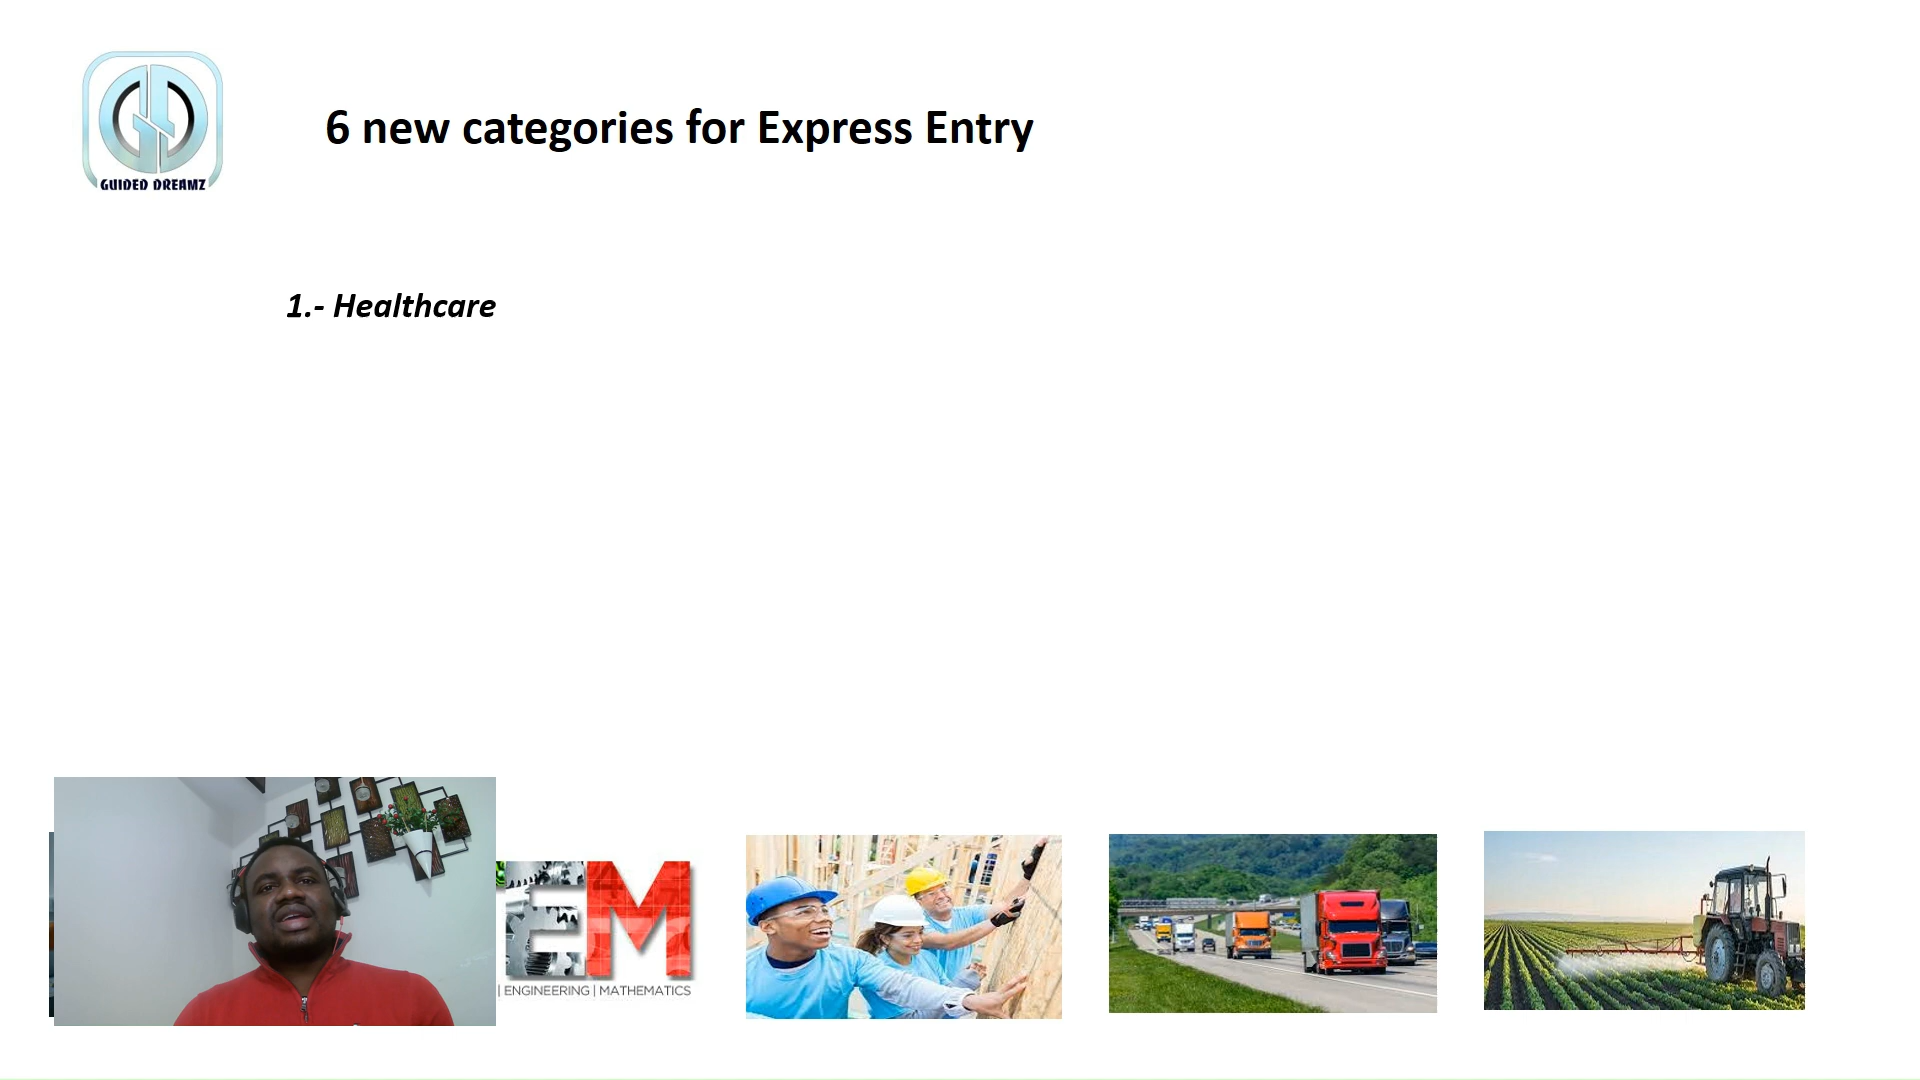 GUIDED DREAMZ
6 new categories for Express Entry
1.- Healthcare
EM
| ENGINEERING | MATHEMATICS